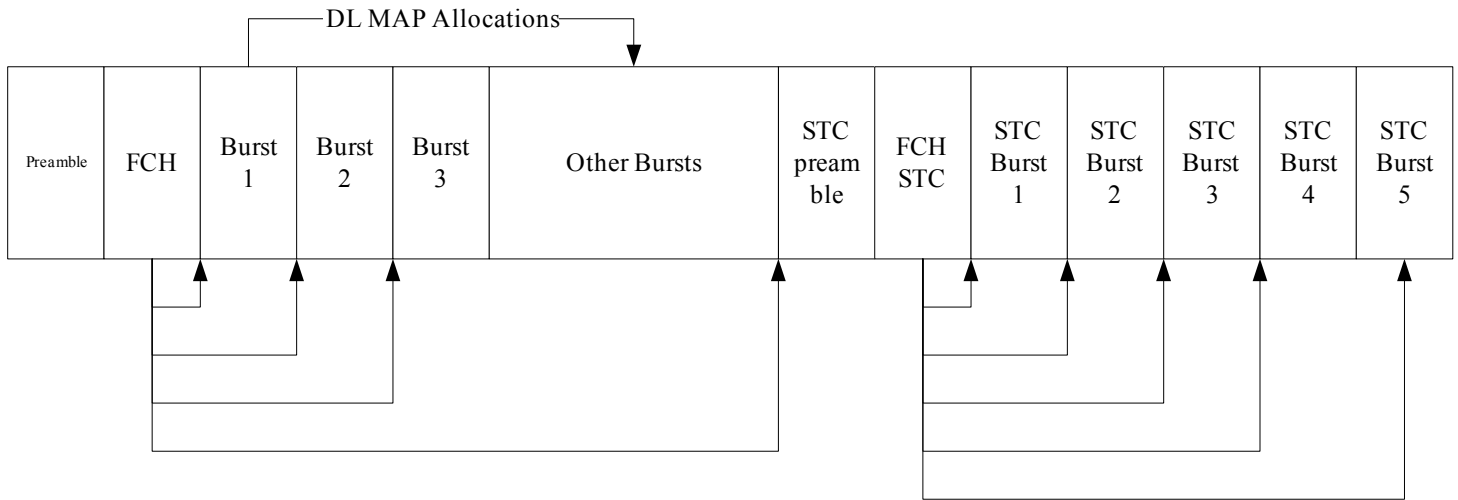 DL MAP Allocations
Preamble
FCH
Burst
1
Burst
2
Burst
3
Other Bursts
STC
pream
ble
FCH
STC
STC
Burst
1
STC
Burst
2
STC
Burst
3
STC
Burst
4
STC
Burst
5